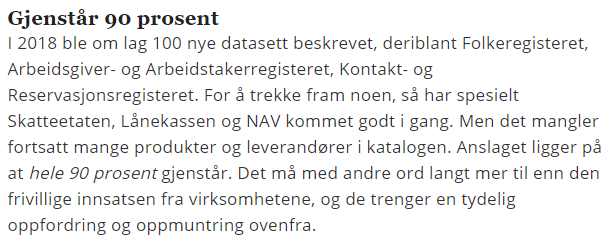 Gjenstår 90 prosent
I 2018 ble om lag 100 nye datasett beskrevet, deriblant Folkeregisteret,
Arbeidsgiver- og Arbeidstakerregisteret, Kontakt- og
Reservasjonsregisteret. For å trekke fram noen, så har spesielt
Skatteetaten, Lånekassen og NAV kommet godt i gang. Men det mangler
fortsatt mange produkter og leverandører i katalogen. Anslaget ligger på
at hele 90 prosent gjenstår. Det må med andre ord langt mer til enn den
frivillige innsatsen fra virksomhetene, og de trenger en tydelig
oppfordring og oppmuntring ovenfra.